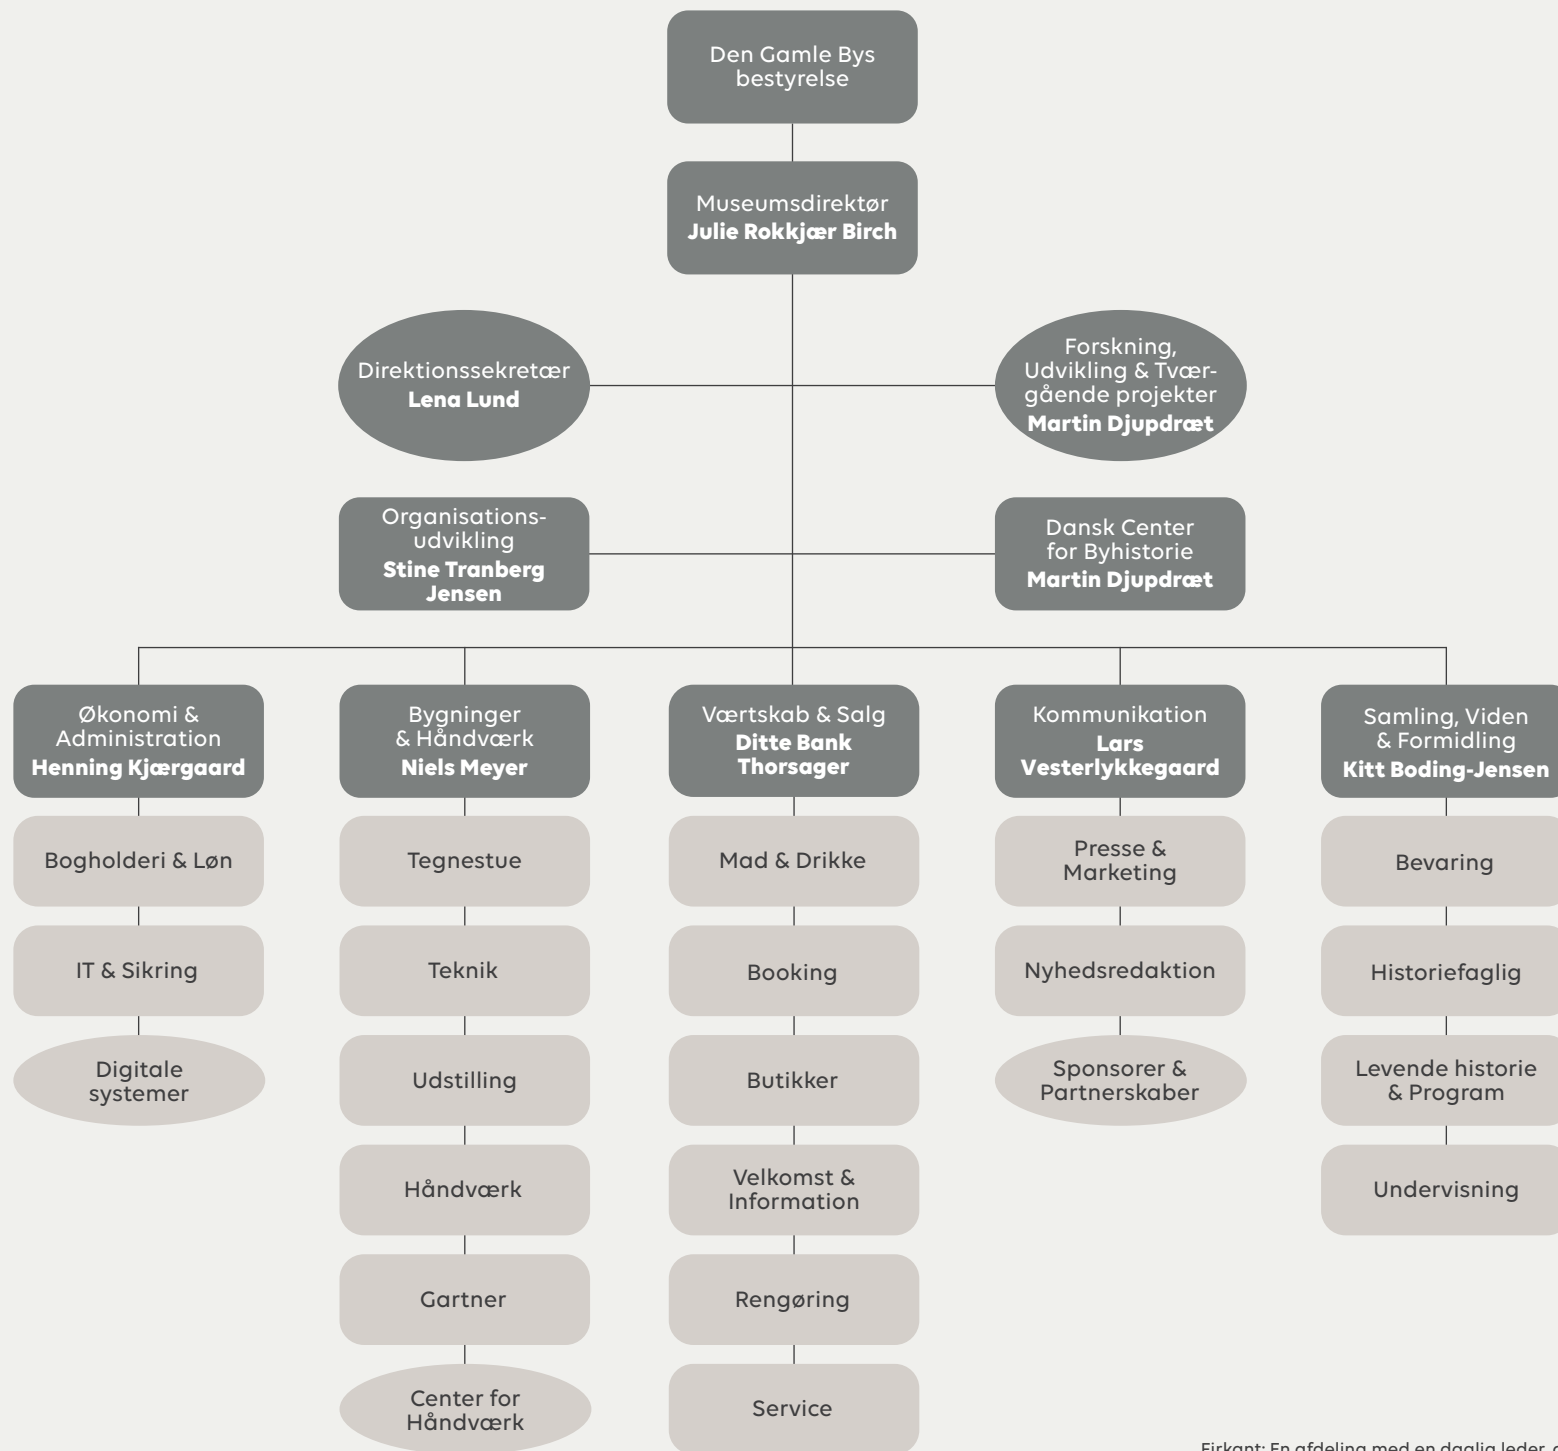 Den Gamle Bys
bestyrelse
Museumsdirektør
Julie Rokkjær Birch
Direktionssekretær
Lena Lund
Forskning,
Udvikling & Tvær-
gående projekter
Martin Djupdræt
Organisations-
udvikling
Stine Tranberg
Jensen
Dansk Center
for Byhistorie
Martin Djupdræt
Økonomi &
Administration
Henning Kjærgaard
Bogholderi & Løn
IT & Sikring
Digitale
systemer
Bygninger
& Håndværk
Niels Meyer
Tegnestue
Teknik
Udstilling
Håndværk
Gartner
Center for
Håndværk
Værtskab & Salg
Ditte Bank
Thorsager
Mad & Drikke
Booking
Butikker
Velkomst &
Information
Rengøring
Service
Kommunikation
Lars
Vesterlykkegaard
Presse &
Marketing
Nyhedsredaktion
Sponsorer &
Partnerskaber
Samling, Viden
& Formidling
Kitt Boding-Jensen
Bevaring
Historiefaglig
Levende historie
& Program
Undervisning
Firkant: En afdeling med en daglig leder